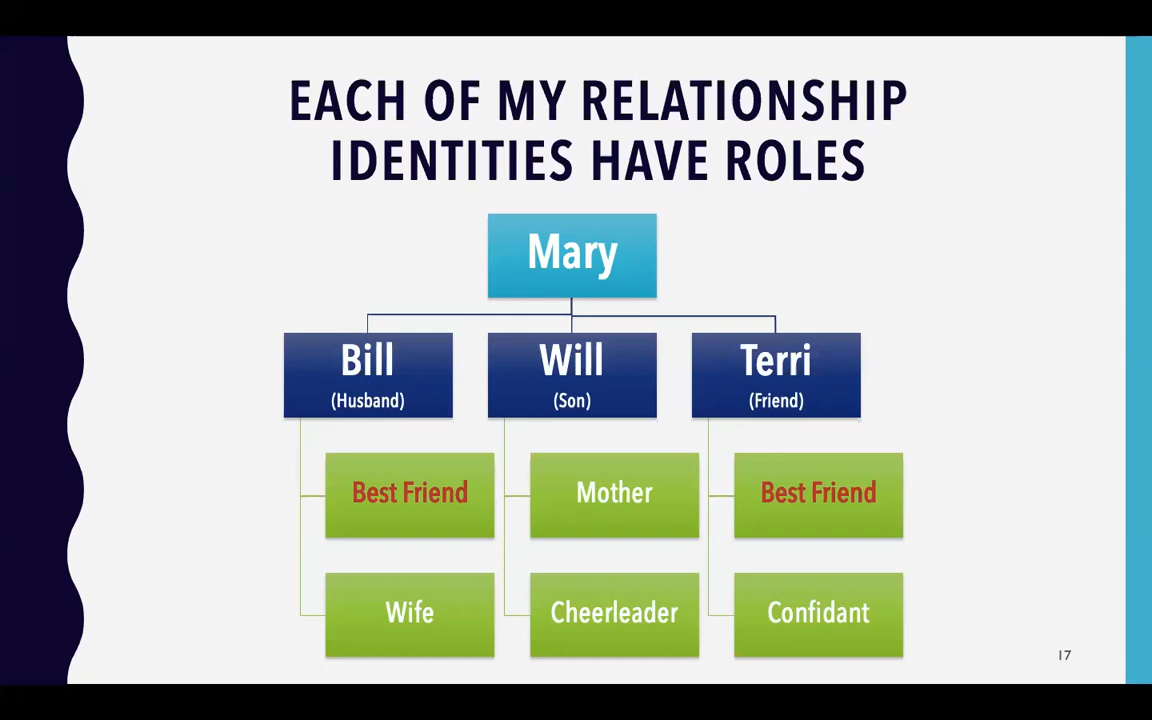 EACH OF MY RELATIONSHIP
IDENTITIES HAVE ROLES
Mary
Bill
(Husband)
Will
(Son)
Terri
(Friend)
Best Friend
Mother
Best Friend
Wife
Cheerleader
Confidant
17